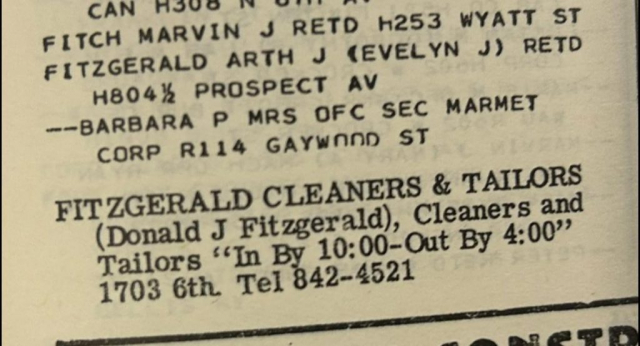 CAN H308 N
FITCH MARVIN J RETD h253 WYATT ST
FITZGERALD ARTH J (EVELYN J) RETD
H804½ PROSPECT AV
--BARBARA P MRS OFC SEC MARMET
CORP R114 GAYWOOD ST
FITZGERALD CLEANERS & TAILORS
(Donald J Fitzgerald), Cleaners and
Tailors “In By 10:00-Out By 4:00”
1703 6th. Tel 842-4521